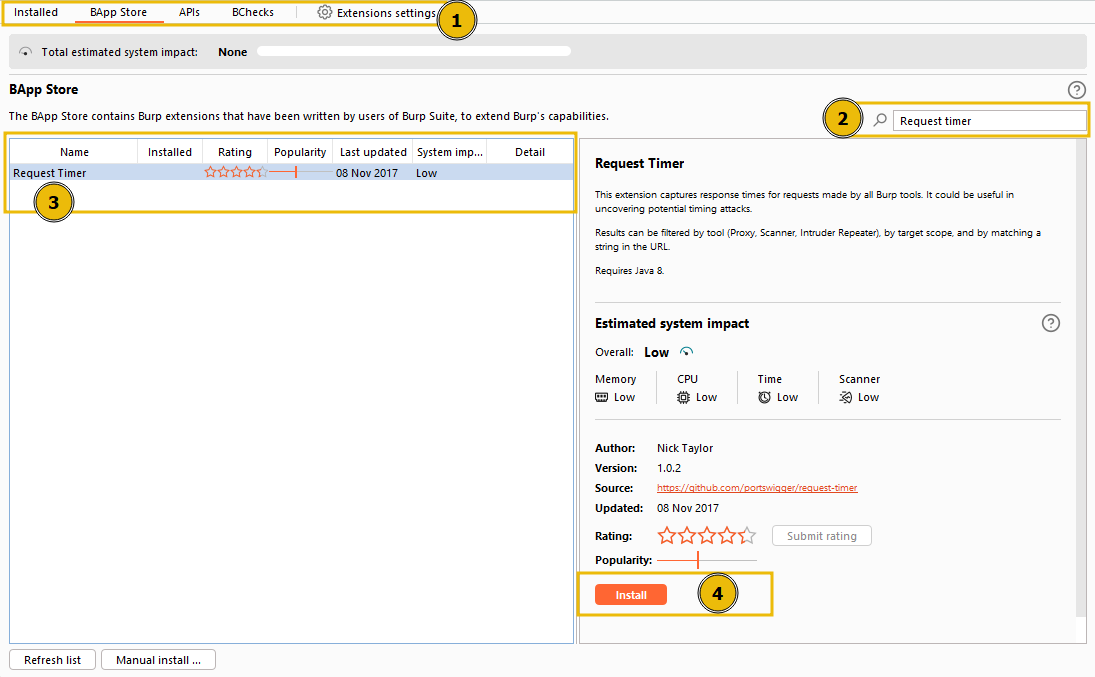 Installed BApp Store APIs BChecks Extensions settings 1
Total estimated system impact: None
BApp Store ?
The BApp Store contains Burp extensions that have been written by users of Burp Suite, to extend Burp's capabilities.
2 Request timer
Name Installed Rating Popularity Last updated System imp... Detail
Request Timer 08 Nov 2017 Low
3
Request Timer
This extension captures response times for requests made by all Burp tools. It could be useful in
uncovering potential timing attacks.
Results can be filtered by tool (Proxy, Scanner, Intruder Repeater), by target scope, and by matching a
string in the URL.
Requires Java 8.
Estimated system impact ?
Overall: Low
Memory CPU Time Scanner
Low Low Low Low
Author: Nick Taylor
Version: 1.0.2
Source: https://github.com/portswigger/request-timer
Updated: 08 Nov 2017
Rating: Submit rating
Popularity:
Install 4
Refresh list Manual install ...